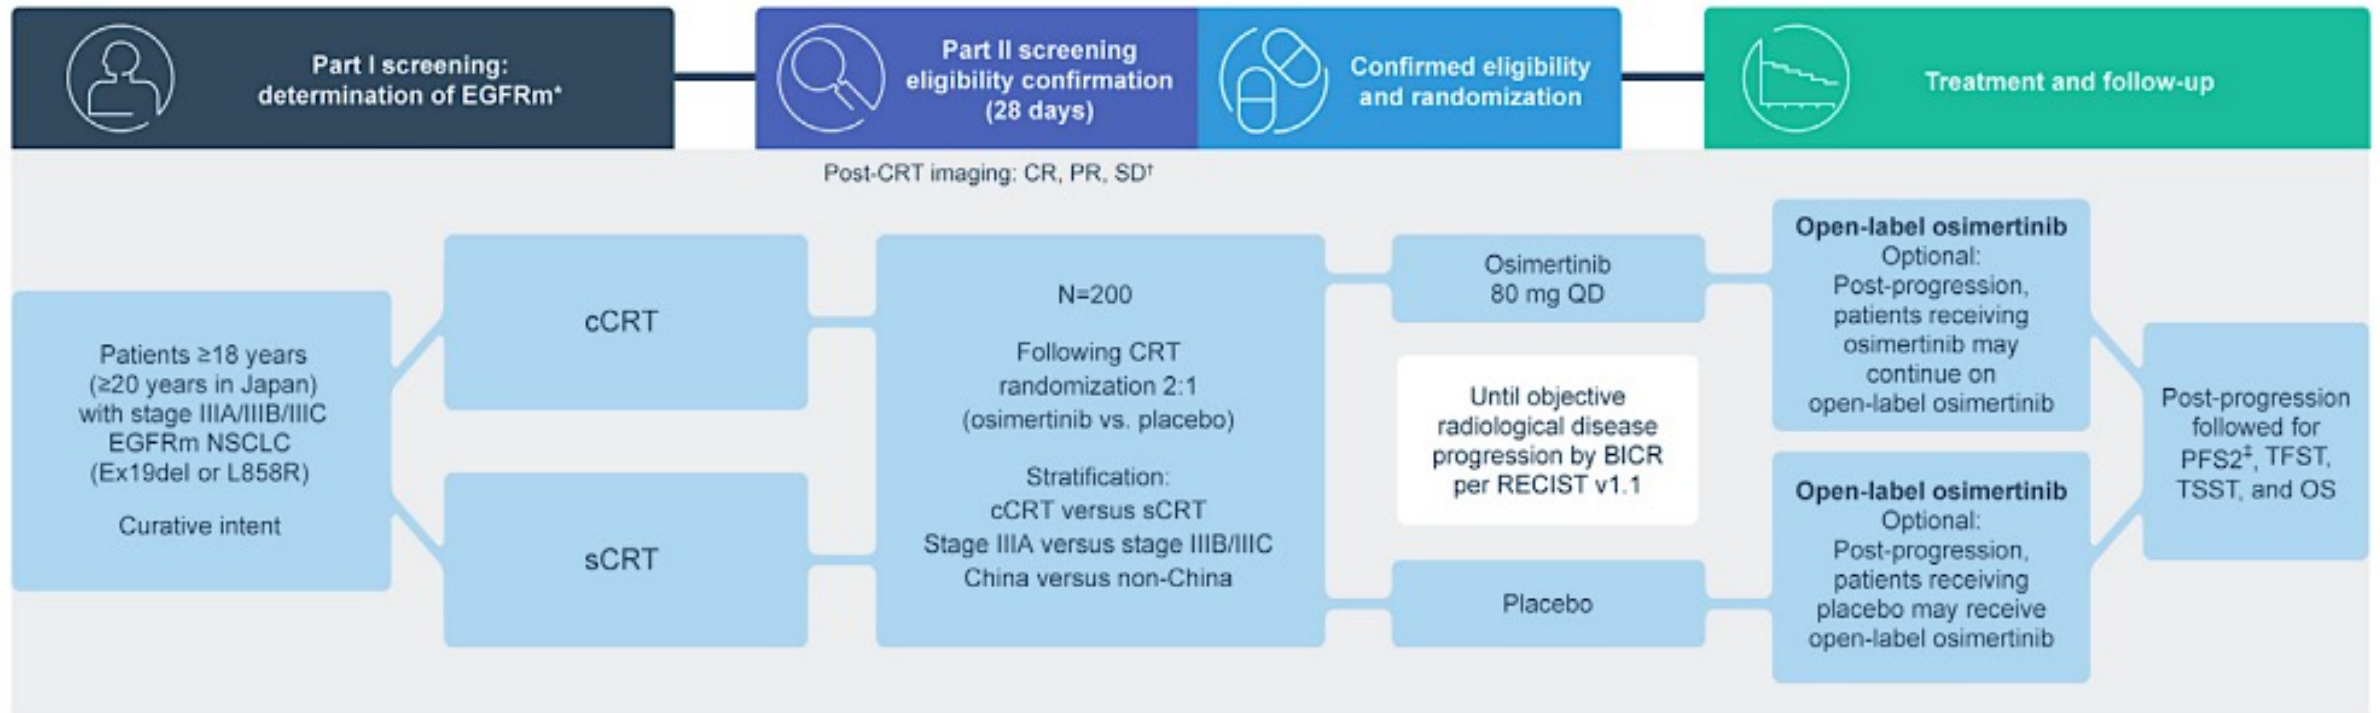 Part I screening:
determination of EGFRm*
Part II screening
eligibility confirmation
(28 days)
Confirmed eligibility
and randomization
Treatment and follow-up
Post-CRT imaging: CR, PR, SD†
Patients ≥18 years
(≥20 years in Japan)
with stage IIIA/IIIB/IIIC
EGFRm NSCLC
(Ex19del or L858R)
Curative intent
cCRT
sCRT
N=200
Following CRT
randomization 2:1
(osimertinib vs. placebo)
Stratification:
cCRT versus sCRT
Stage IIIA versus stage IIIB/IIIC
China versus non-China
Osimertinib
80 mg QD
Until objective
radiological disease
progression by BICR
per RECIST v1.1
Placebo
Open-label osimertinib
Optional:
Post-progression,
patients receiving
osimertinib may
continue on
open-label osimertinib
Open-label osimertinib
Optional:
Post-progression,
patients receiving
placebo may receive
open-label osimertinib
Post-progression
followed for
PFS2‡, TFST,
TSST, and OS